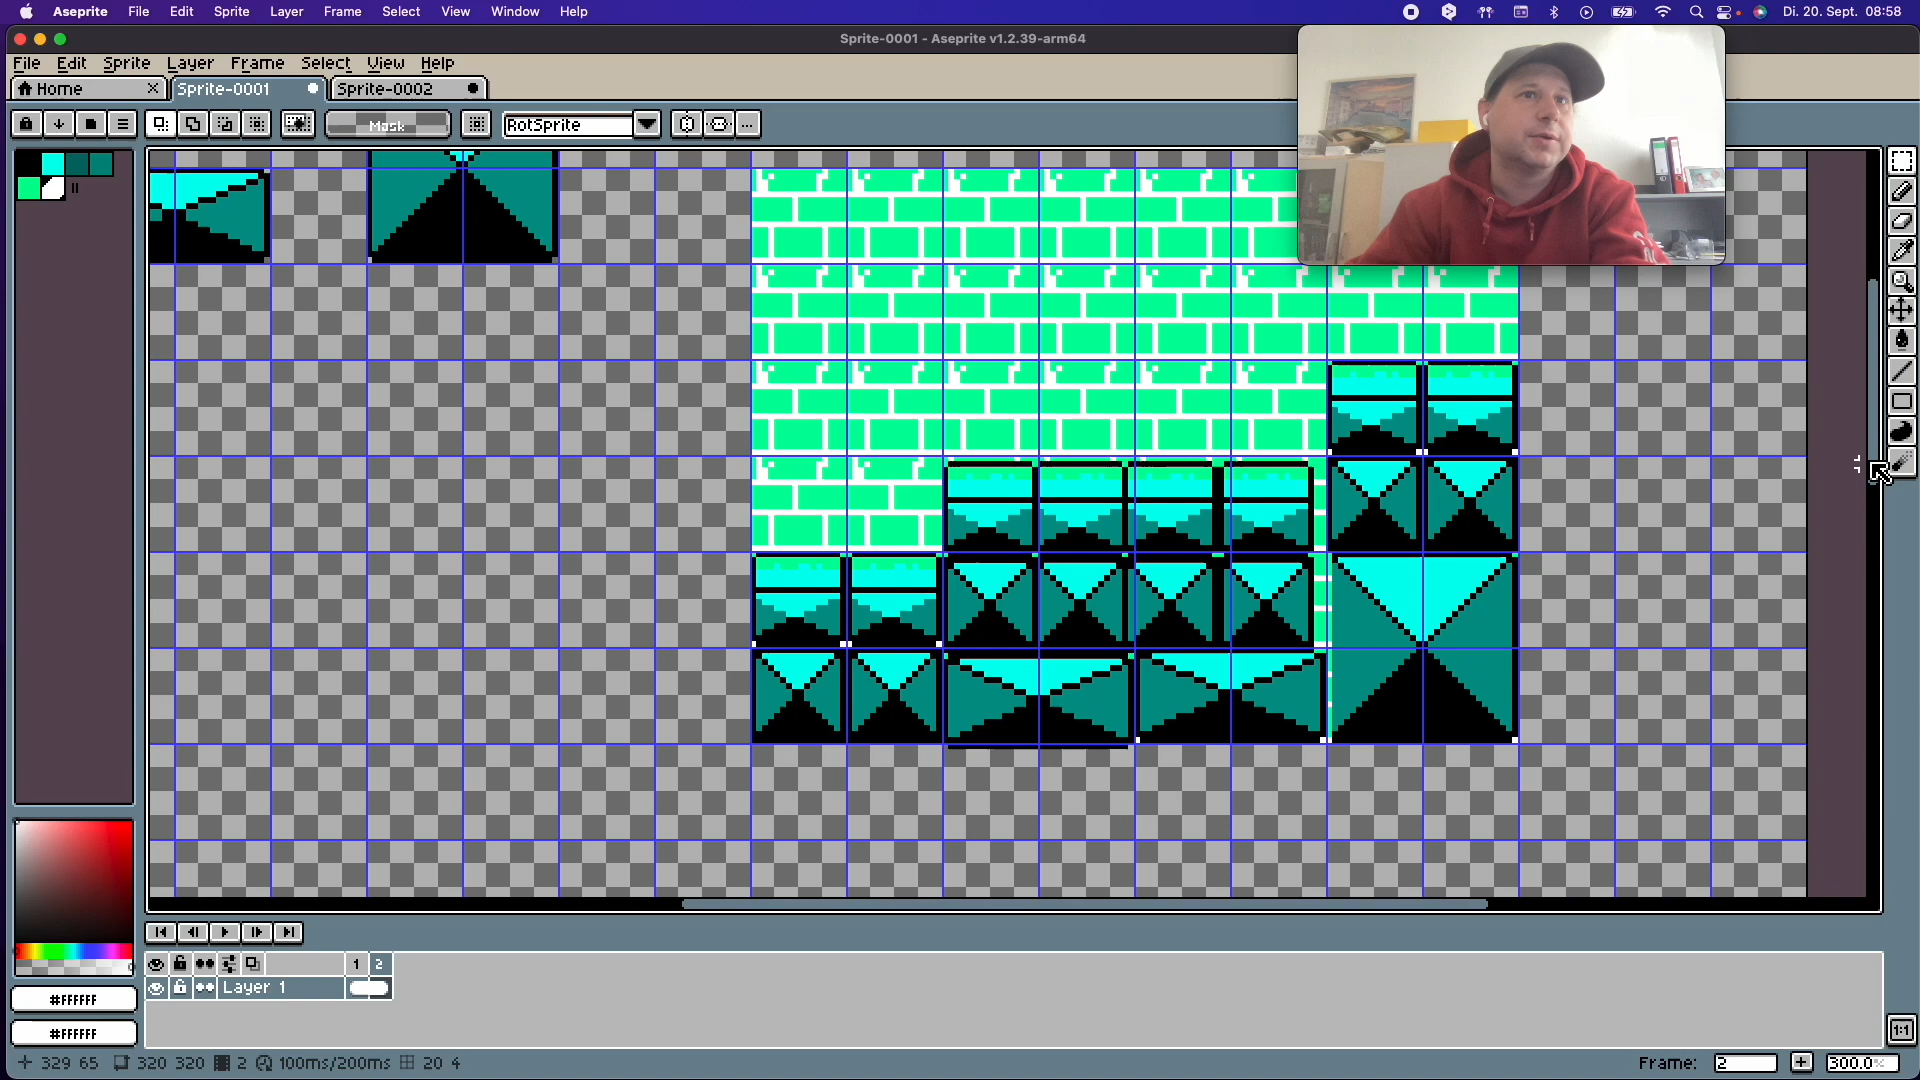 Aseprite File Edit Sprite Layer Frame Select View Window Help Di. 20. Sept. 08:58
Sprite-0001 - Aseprite v1.2.39-arm64
File Edit Sprite Layer Frame Select View Help
Home Sprite-0001 Sprite-0002
Mask RotSprite
#FFFFFF
#FFFFFF
1 2
Layer 1
1:1
329 65 320 320 2 100ms/200ms 20 4 Frame: 2 + 300.0